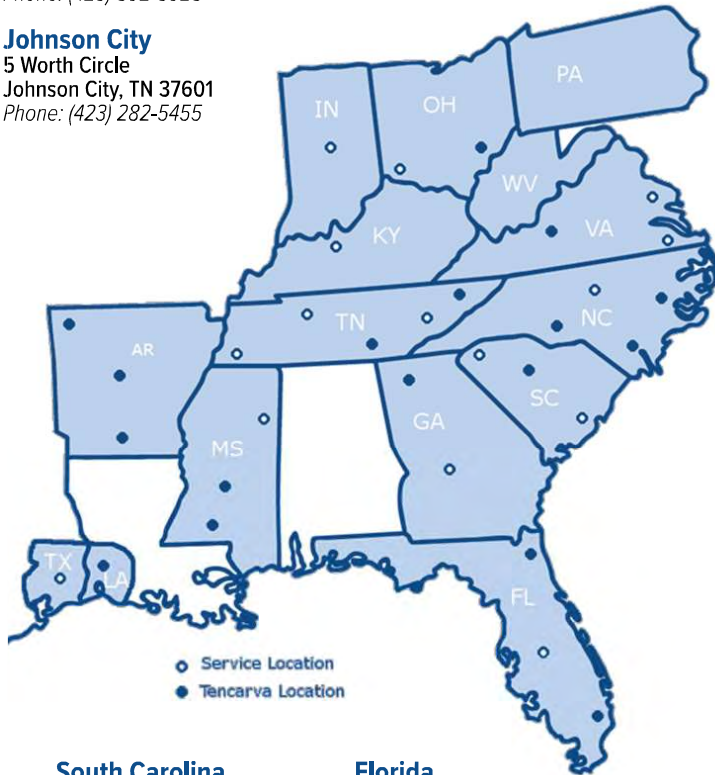 Johnson City
5 Worth Circle
Johnson City, TN 37601
Phone: (423) 282-5455
PA
IN
OH
WV
KY
VA
TN
NC
AR
SC
GA
MS
TX
LA
FL
Service Location
Tencarva Location
South Carolina
Florida